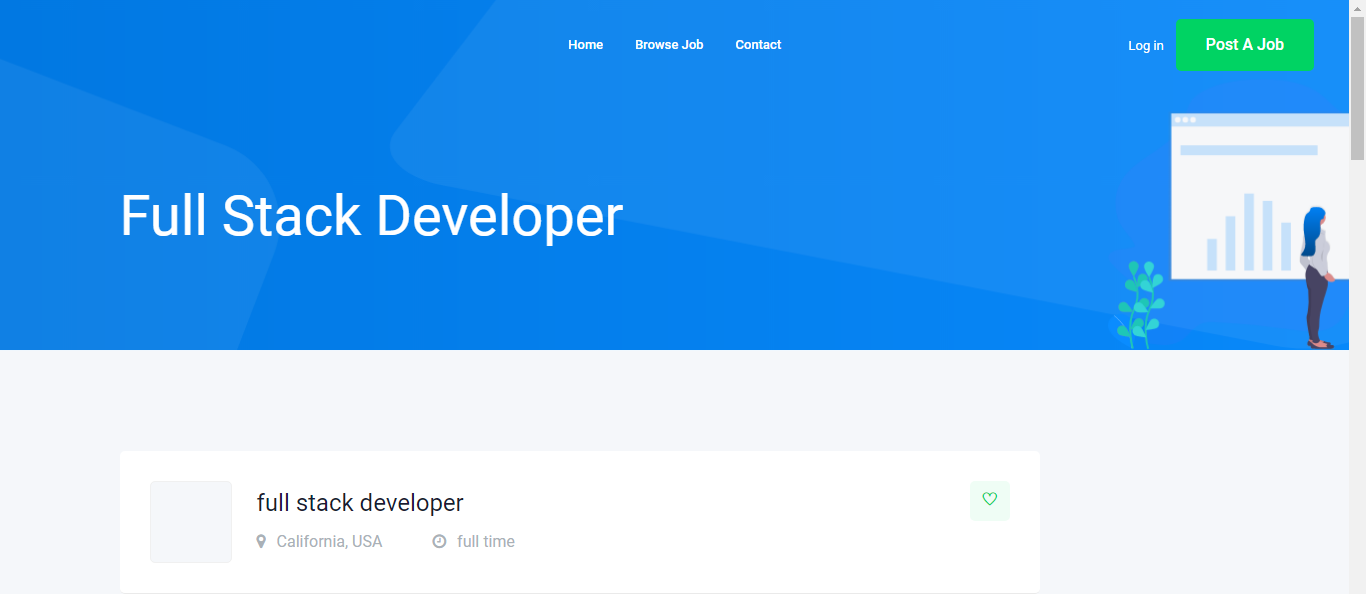 Home Browse Job Contact Log in Post A Job
Full Stack Developer
full stack developer
California, USA full time